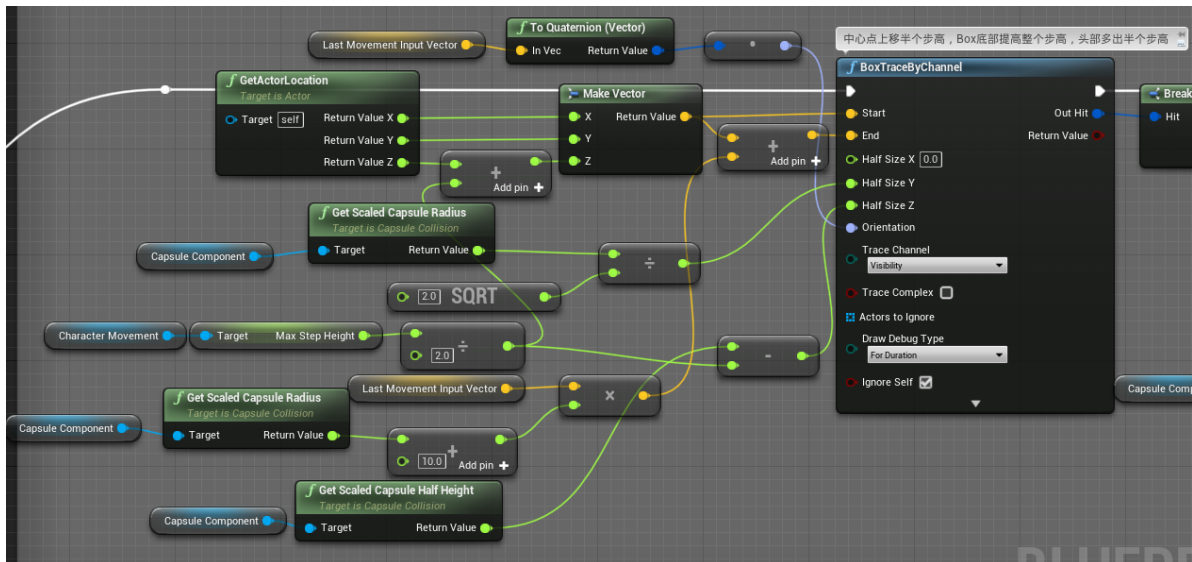 To Quaternion (Vector)
Last Movement Input Vector
In Vec
Return Value
中心点上移半个步高，Box底部提高整个步高，头部多出半个步高
GetActorLocation
Target is Actor
Target self
Return Value X
Return Value Y
Return Value Z
Make Vector
X
Return Value
Y
Z
+
Add pin +
+
Add pin +
BoxTraceByChannel
Start
Out Hit
End
Return Value
Half Size X 0.0
Half Size Y
Half Size Z
Orientation
Trace Channel
Visibility
Trace Complex
Actors to Ignore
Draw Debug Type
For Duration
Ignore Self
Break
Hit
Get Scaled Capsule Radius
Target is Capsule Collision
Capsule Component
Target
Return Value
÷
2.0 SQRT
Character Movement
Target
Max Step Height
÷
2.0
-
Last Movement Input Vector
×
Get Scaled Capsule Radius
Target is Capsule Collision
Capsule Component
Target
Return Value
+
10.0
Add pin +
Get Scaled Capsule Half Height
Target is Capsule Collision
Capsule Component
Target
Return Value